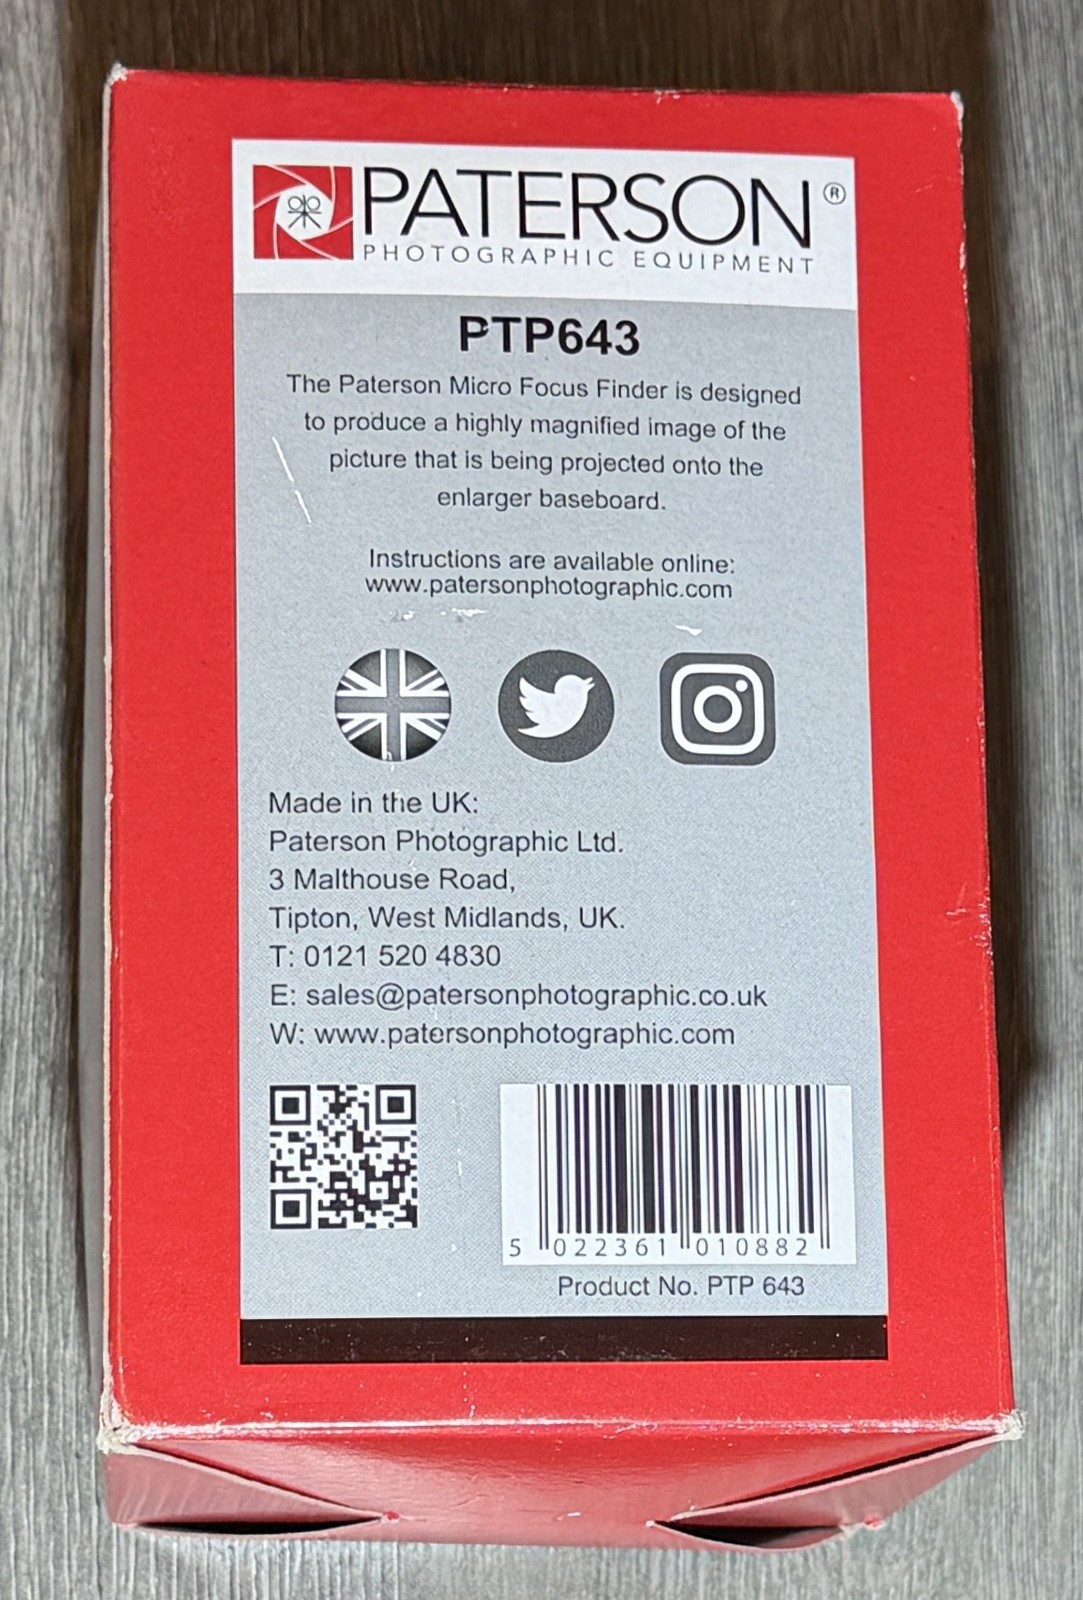 PATERSON®
PHOTOGRAPHIC EQUIPMENT
PTP643
The Paterson Micro Focus Finder is designed
to produce a highly magnified image of the
picture that is being projected onto the
enlarger baseboard.
Instructions are available online:
www.patersonphotographic.com
Made in the UK:
Paterson Photographic Ltd.
3 Malthouse Road,
Tipton, West Midlands, UK.
T: 0121 520 4830
E: sales@patersonphotographic.co.uk
W: www.patersonphotographic.com
5 022361 010882
Product No. PTP 643